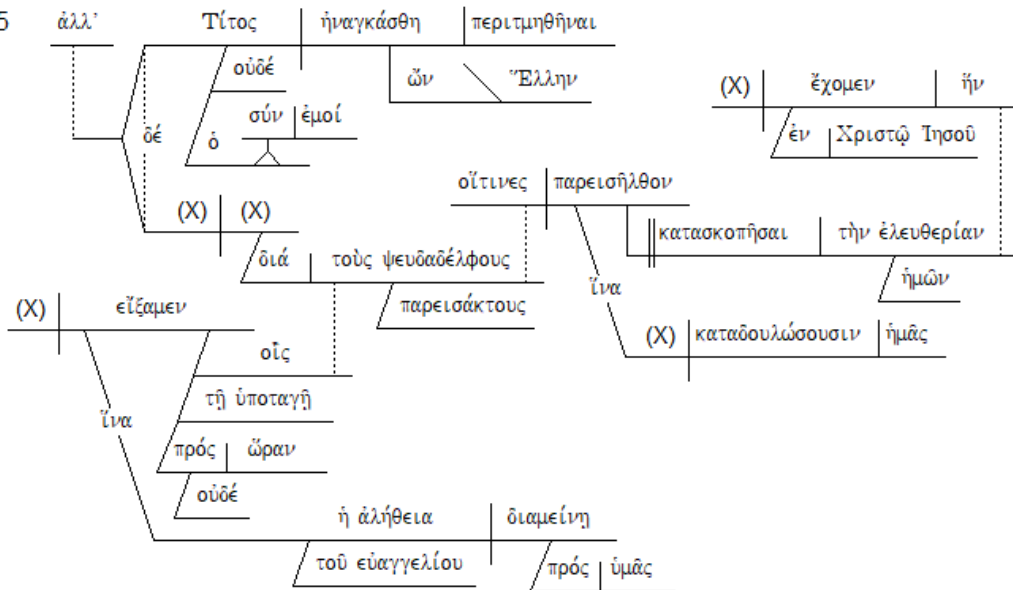 5 ἀλλ' Τίτος ἠναγκάσθη περιτμηθῆναι
οὐδέ ὤν Ἕλλην (X) ἔχομεν ἥν
σύν ἐμοί
δέ ὁ ἐν Χριστῷ Ἰησοῦ
οἵτινες παρεισῆλθον
(X) (X)
κατασκοπῆσαι τὴν ἐλευθερίαν
διά τοὺς ψευδαδέλφους
ἵνα ἡμῶν
(X) εἴξαμεν παρεισάκτους
(X) καταδουλώσουσιν ἡμᾶς
οἷς
τῇ ὑποταγῇ
ἵνα
πρός ὥραν
οὐδέ
ἡ ἀλήθεια διαμείνῃ
τοῦ εὐαγγελίου πρός ὑμᾶς